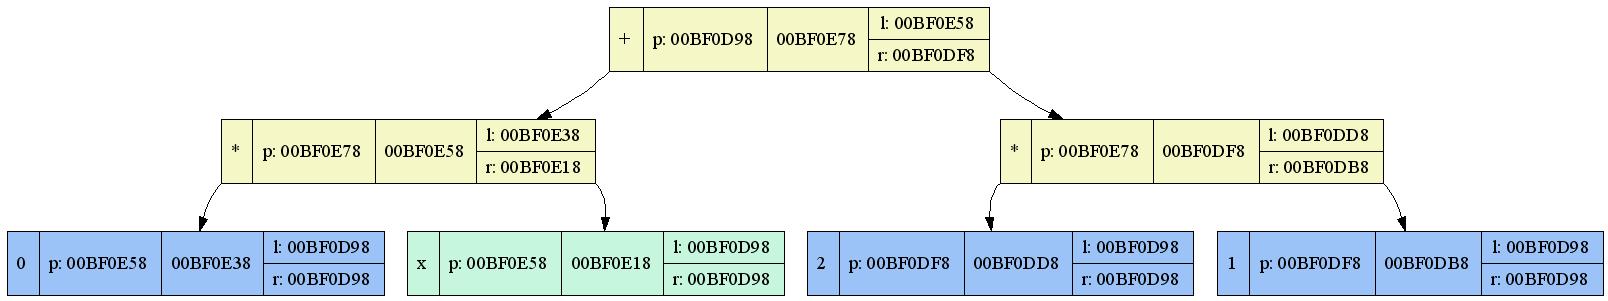 + p: 00BF0D98 00BF0E78 l: 00BF0E58
r: 00BF0DF8
* p: 00BF0E78 00BF0E58 l: 00BF0E38
r: 00BF0E18
* p: 00BF0E78 00BF0DF8 l: 00BF0DD8
r: 00BF0DB8
0 p: 00BF0E58 00BF0E38 l: 00BF0D98
r: 00BF0D98
x p: 00BF0E58 00BF0E18 l: 00BF0D98
r: 00BF0D98
2 p: 00BF0DF8 00BF0DD8 l: 00BF0D98
r: 00BF0D98
1 p: 00BF0DF8 00BF0DB8 l: 00BF0D98
r: 00BF0D98